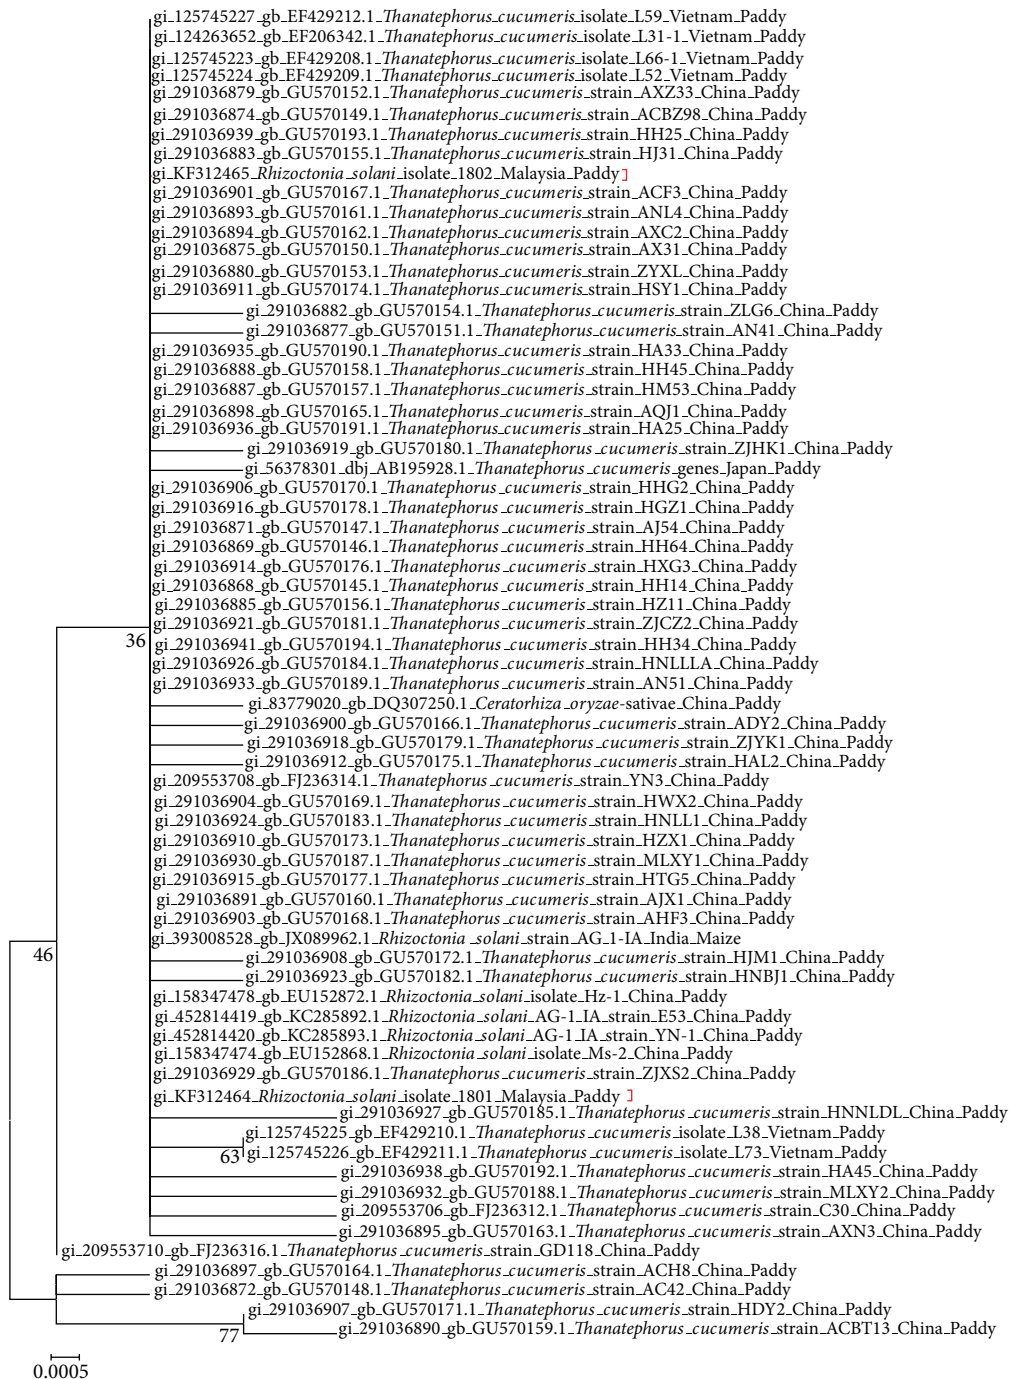 gi_125745227_gb_EF429212.1_Thanatephorus_cucumeris_isolate_L59_Vietnam_Paddy
gi_124263652_gb_EF206342.1_Thanatephorus_cucumeris_isolate_L31-1_Vietnam_Paddy
gi_125745223_gb_EF429208.1_Thanatephorus_cucumeris_isolate_L66-1_Vietnam_Paddy
gi_125745224_gb_EF429209.1_Thanatephorus_cucumeris_isolate_L52_Vietnam_Paddy
gi_291036879_gb_GU570152.1_Thanatephorus_cucumeris_strain_AXZ33_China_Paddy
gi_291036874_gb_GU570149.1_Thanatephorus_cucumeris_strain_ACBZ98_China_Paddy
gi_291036939_gb_GU570193.1_Thanatephorus_cucumeris_strain_HH25_China_Paddy
gi_291036883_gb_GU570155.1_Thanatephorus_cucumeris_strain_HJ31_China_Paddy
gi_KF312465_Rhizoctonia_solani_isolate_1802_Malaysia_Paddy
gi_291036901_gb_GU570167.1_Thanatephorus_cucumeris_strain_ACF3_China_Paddy
gi_291036893_gb_GU570161.1_Thanatephorus_cucumeris_strain_ANL4_China_Paddy
gi_291036894_gb_GU570162.1_Thanatephorus_cucumeris_strain_AXC2_China_Paddy
gi_291036875_gb_GU570150.1_Thanatephorus_cucumeris_strain_AX31_China_Paddy
gi_291036880_gb_GU570153.1_Thanatephorus_cucumeris_strain_ZYXL_China_Paddy
gi_291036911_gb_GU570174.1_Thanatephorus_cucumeris_strain_HSY1_China_Paddy
gi_291036882_gb_GU570154.1_Thanatephorus_cucumeris_strain_ZLG6_China_Paddy
gi_291036877_gb_GU570151.1_Thanatephorus_cucumeris_strain_AN41_China_Paddy
gi_291036935_gb_GU570190.1_Thanatephorus_cucumeris_strain_HA33_China_Paddy
gi_291036888_gb_GU570158.1_Thanatephorus_cucumeris_strain_HH45_China_Paddy
gi_291036887_gb_GU570157.1_Thanatephorus_cucumeris_strain_HM53_China_Paddy
gi_291036898_gb_GU570165.1_Thanatephorus_cucumeris_strain_AQJ1_China_Paddy
gi_291036936_gb_GU570191.1_Thanatephorus_cucumeris_strain_HA25_China_Paddy
gi_291036919_gb_GU570180.1_Thanatephorus_cucumeris_strain_ZJHK1_China_Paddy
gi_56378301_dbj_AB195928.1_Thanatephorus_cucumeris_genes_Japan_Paddy
gi_291036906_gb_GU570170.1_Thanatephorus_cucumeris_strain_HHG2_China_Paddy
gi_291036916_gb_GU570178.1_Thanatephorus_cucumeris_strain_HGZ1_China_Paddy
gi_291036871_gb_GU570147.1_Thanatephorus_cucumeris_strain_AJ54_China_Paddy
gi_291036869_gb_GU570146.1_Thanatephorus_cucumeris_strain_HH64_China_Paddy
gi_291036914_gb_GU570176.1_Thanatephorus_cucumeris_strain_HXG3_China_Paddy
gi_291036868_gb_GU570145.1_Thanatephorus_cucumeris_strain_HH14_China_Paddy
gi_291036885_gb_GU570156.1_Thanatephorus_cucumeris_strain_HZ11_China_Paddy
gi_291036921_gb_GU570181.1_Thanatephorus_cucumeris_strain_ZJCZ2_China_Paddy
36
gi_291036941_gb_GU570194.1_Thanatephorus_cucumeris_strain_HH34_China_Paddy
gi_291036926_gb_GU570184.1_Thanatephorus_cucumeris_strain_HNLLLA_China_Paddy
gi_291036933_gb_GU570189.1_Thanatephorus_cucumeris_strain_AN51_China_Paddy
gi_83779020_gb_DQ307250.1_Ceratorhiza_oryzae-sativae_China_Paddy
gi_291036900_gb_GU570166.1_Thanatephorus_cucumeris_strain_ADY2_China_Paddy
gi_291036918_gb_GU570179.1_Thanatephorus_cucumeris_strain_ZJYK1_China_Paddy
gi_291036912_gb_GU570175.1_Thanatephorus_cucumeris_strain_HAL2_China_Paddy
gi_209553708_gb_FJ236314.1_Thanatephorus_cucumeris_strain_YN3_China_Paddy
gi_291036904_gb_GU570169.1_Thanatephorus_cucumeris_strain_HWX2_China_Paddy
gi_291036924_gb_GU570183.1_Thanatephorus_cucumeris_strain_HNLL1_China_Paddy
gi_291036910_gb_GU570173.1_Thanatephorus_cucumeris_strain_HZX1_China_Paddy
gi_291036930_gb_GU570187.1_Thanatephorus_cucumeris_strain_MLXY1_China_Paddy
gi_291036915_gb_GU570177.1_Thanatephorus_cucumeris_strain_HTG5_China_Paddy
gi_291036891_gb_GU570160.1_Thanatephorus_cucumeris_strain_AJX1_China_Paddy
gi_291036903_gb_GU570168.1_Thanatephorus_cucumeris_strain_AHF3_China_Paddy
gi_393008528_gb_JX089962.1_Rhizoctonia_solani_strain_AG_1-IA_India_Maize
46
gi_291036908_gb_GU570172.1_Thanatephorus_cucumeris_strain_HJM1_China_Paddy
gi_291036923_gb_GU570182.1_Thanatephorus_cucumeris_strain_HNBJ1_China_Paddy
gi_158347478_gb_EU152872.1_Rhizoctonia_solani_isolate_Hz-1_China_Paddy
gi_452814419_gb_KC285892.1_Rhizoctonia_solani_AG-1_IA_strain_E53_China_Paddy
gi_452814420_gb_KC285893.1_Rhizoctonia_solani_AG-1_IA_strain_YN-1_China_Paddy
gi_158347474_gb_EU152868.1_Rhizoctonia_solani_isolate_Ms-2_China_Paddy
gi_291036929_gb_GU570186.1_Thanatephorus_cucumeris_strain_ZJXS2_China_Paddy
gi_KF312464_Rhizoctonia_solani_isolate_1801_Malaysia_Paddy
gi_291036927_gb_GU570185.1_Thanatephorus_cucumeris_strain_HNNLDL_China_Paddy
gi_125745225_gb_EF429210.1_Thanatephorus_cucumeris_isolate_L38_Vietnam_Paddy
63
gi_125745226_gb_EF429211.1_Thanatephorus_cucumeris_isolate_L73_Vietnam_Paddy
gi_291036938_gb_GU570192.1_Thanatephorus_cucumeris_strain_HA45_China_Paddy
gi_291036932_gb_GU570188.1_Thanatephorus_cucumeris_strain_MLXY2_China_Paddy
gi_209553706_gb_FJ236312.1_Thanatephorus_cucumeris_strain_C30_China_Paddy
gi_291036895_gb_GU570163.1_Thanatephorus_cucumeris_strain_AXN3_China_Paddy
gi_209553710_gb_FJ236316.1_Thanatephorus_cucumeris_strain_GD118_China_Paddy
gi_291036897_gb_GU570164.1_Thanatephorus_cucumeris_strain_ACH8_China_Paddy
gi_291036872_gb_GU570148.1_Thanatephorus_cucumeris_strain_AC42_China_Paddy
gi_291036907_gb_GU570171.1_Thanatephorus_cucumeris_strain_HDY2_China_Paddy
77
gi_291036890_gb_GU570159.1_Thanatephorus_cucumeris_strain_ACBT13_China_Paddy
0.0005